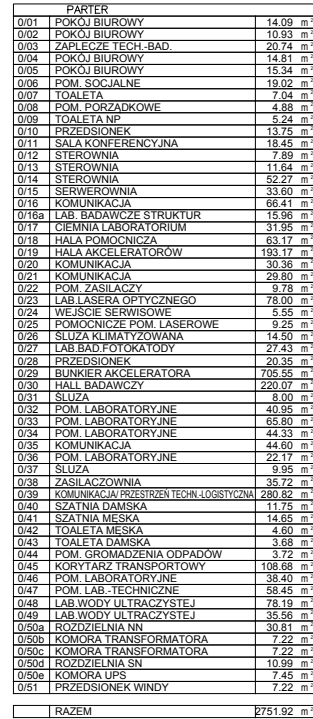 PARTER
0/01 POKÓJ BIUROWY 14.09 m²
0/02 POKÓJ BIUROWY 10.93 m²
0/03 ZAPLECZE TECH.-BAD. 20.74 m²
0/04 POKÓJ BIUROWY 14.81 m²
0/05 POKÓJ BIUROWY 15.34 m²
0/06 POM. SOCJALNE 19.02 m²
0/07 TOALETA 7.04 m²
0/08 POM. PORZĄDKOWE 4.88 m²
0/09 TOALETA NP 5.24 m²
0/10 PRZEDSIONEK 13.75 m²
0/11 SALA KONFERENCYJNA 18.45 m²
0/12 STEROWNIA 7.89 m²
0/13 STEROWNIA 11.64 m²
0/14 STEROWNIA 52.27 m²
0/15 SERWEROWNIA 33.60 m²
0/16 KOMUNIKACJA 66.41 m²
0/16a LAB. BADAWCZE STRUKTUR 15.96 m²
0/17 CIEMNIA LABORATORIUM 31.95 m²
0/18 HALA POMOCNICZA 63.17 m²
0/19 HALA AKCELERATORÓW 193.17 m²
0/20 KOMUNIKACJA 30.36 m²
0/21 KOMUNIKACJA 29.80 m²
0/22 POM. ZASILACZY 9.78 m²
0/23 LAB.LASERA OPTYCZNEGO 78.00 m²
0/24 WEJŚCIE SERWISOWE 5.55 m²
0/25 POMOCNICZE POM. LASEROWE 9.25 m²
0/26 ŚLUZA KLIMATYZOWANA 14.50 m²
0/27 LAB.BAD.FOTOKATODY 27.43 m²
0/28 PRZEDSIONEK 20.35 m²
0/29 BUNKIER AKCELERATORA 705.55 m²
0/30 HALL BADAWCZY 220.07 m²
0/31 ŚLUZA 8.00 m²
0/32 POM. LABORATORYJNE 40.95 m²
0/33 POM. LABORATORYJNE 65.80 m²
0/34 POM. LABORATORYJNE 44.33 m²
0/35 KOMUNIKACJA 44.60 m²
0/36 POM. LABORATORYJNE 22.17 m²
0/37 ŚLUZA 9.95 m²
0/38 ZASILACZOWNIA 35.72 m²
0/39 KOMUNIKACJA/ PRZESTRZEŃ TECHN.-LOGISTYCZNA 280.82 m²
0/40 SZATNIA DAMSKA 11.75 m²
0/41 SZATNIA MĘSKA 14.65 m²
0/42 TOALETA MĘSKA 4.60 m²
0/43 TOALETA DAMSKA 3.68 m²
0/44 POM. GROMADZENIA ODPADÓW 3.72 m²
0/45 KORYTARZ TRANSPORTOWY 108.68 m²
0/46 POM. LABORATORYJNE 38.40 m²
0/47 POM. LAB.-TECHNICZNE 58.45 m²
0/48 LAB.WODY ULTRACZYSTEJ 78.19 m²
0/49 LAB.WODY ULTRACZYSTEJ 35.56 m²
0/50a ROZDZIELNIA NN 30.81 m²
0/50b KOMORA TRANSFORMATORA 7.22 m²
0/50c KOMORA TRANSFORMATORA 7.22 m²
0/50d ROZDZIELNIA SN 10.99 m²
0/50e KOMORA UPS 7.45 m²
0/51 PRZEDSIONEK WINDY 7.22 m²
RAZEM 2751.92 m²